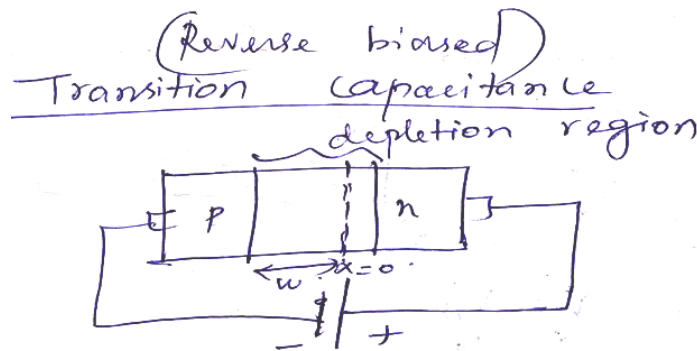 (Reverse biased)
Transition capacitance
depletion region
p n
w x=0
- +